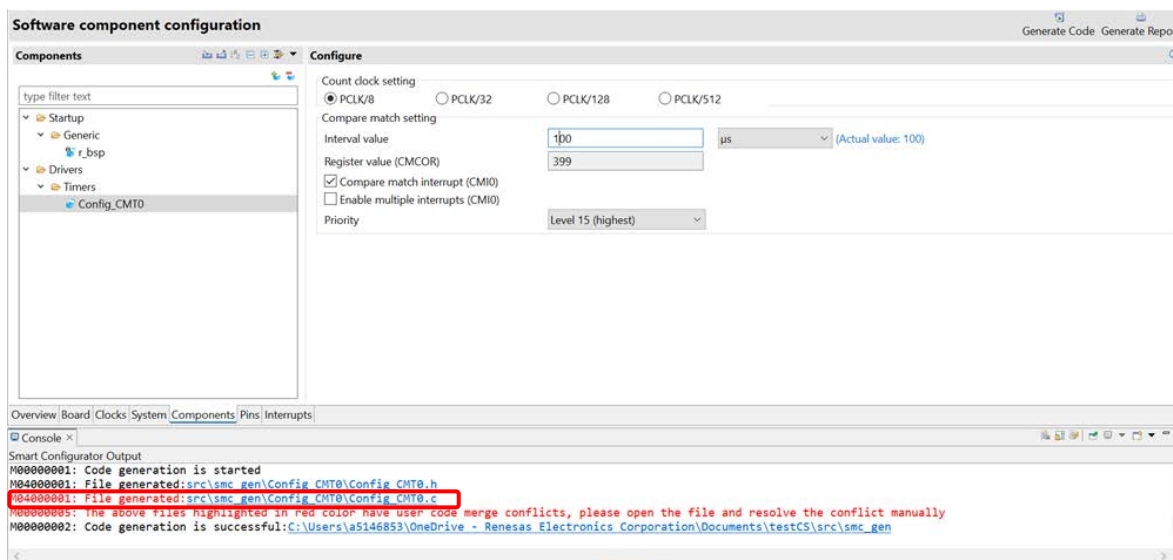 Software component configuration
Generate Code Generate Repo
Components
Configure
type filter text
Startup
Generic
r_bsp
Drivers
Timers
Config_CMT0
Count clock setting
PCLK/8 PCLK/32 PCLK/128 PCLK/512
Compare match setting
Interval value 100 µs (Actual value: 100)
Register value (CMCOR) 399
Compare match interrupt (CMI0)
Enable multiple interrupts (CMI0)
Priority Level 15 (highest)
Overview Board Clocks System Components Pins Interrupts
Console
Smart Configurator Output
M00000001: Code generation is started
M04000001: File generated:src\smc_gen\Config_CMT0\Config_CMT0.h
M04000001: File generated:src\smc_gen\Config_CMT0\Config_CMT0.c
M00000005: The above files highlighted in red color have user code merge conflicts, please open the file and resolve the conflict manually
M00000002: Code generation is successful:C:\Users\a5146853\OneDrive - Renesas Electronics Corporation\Documents\testCS\src\smc_gen